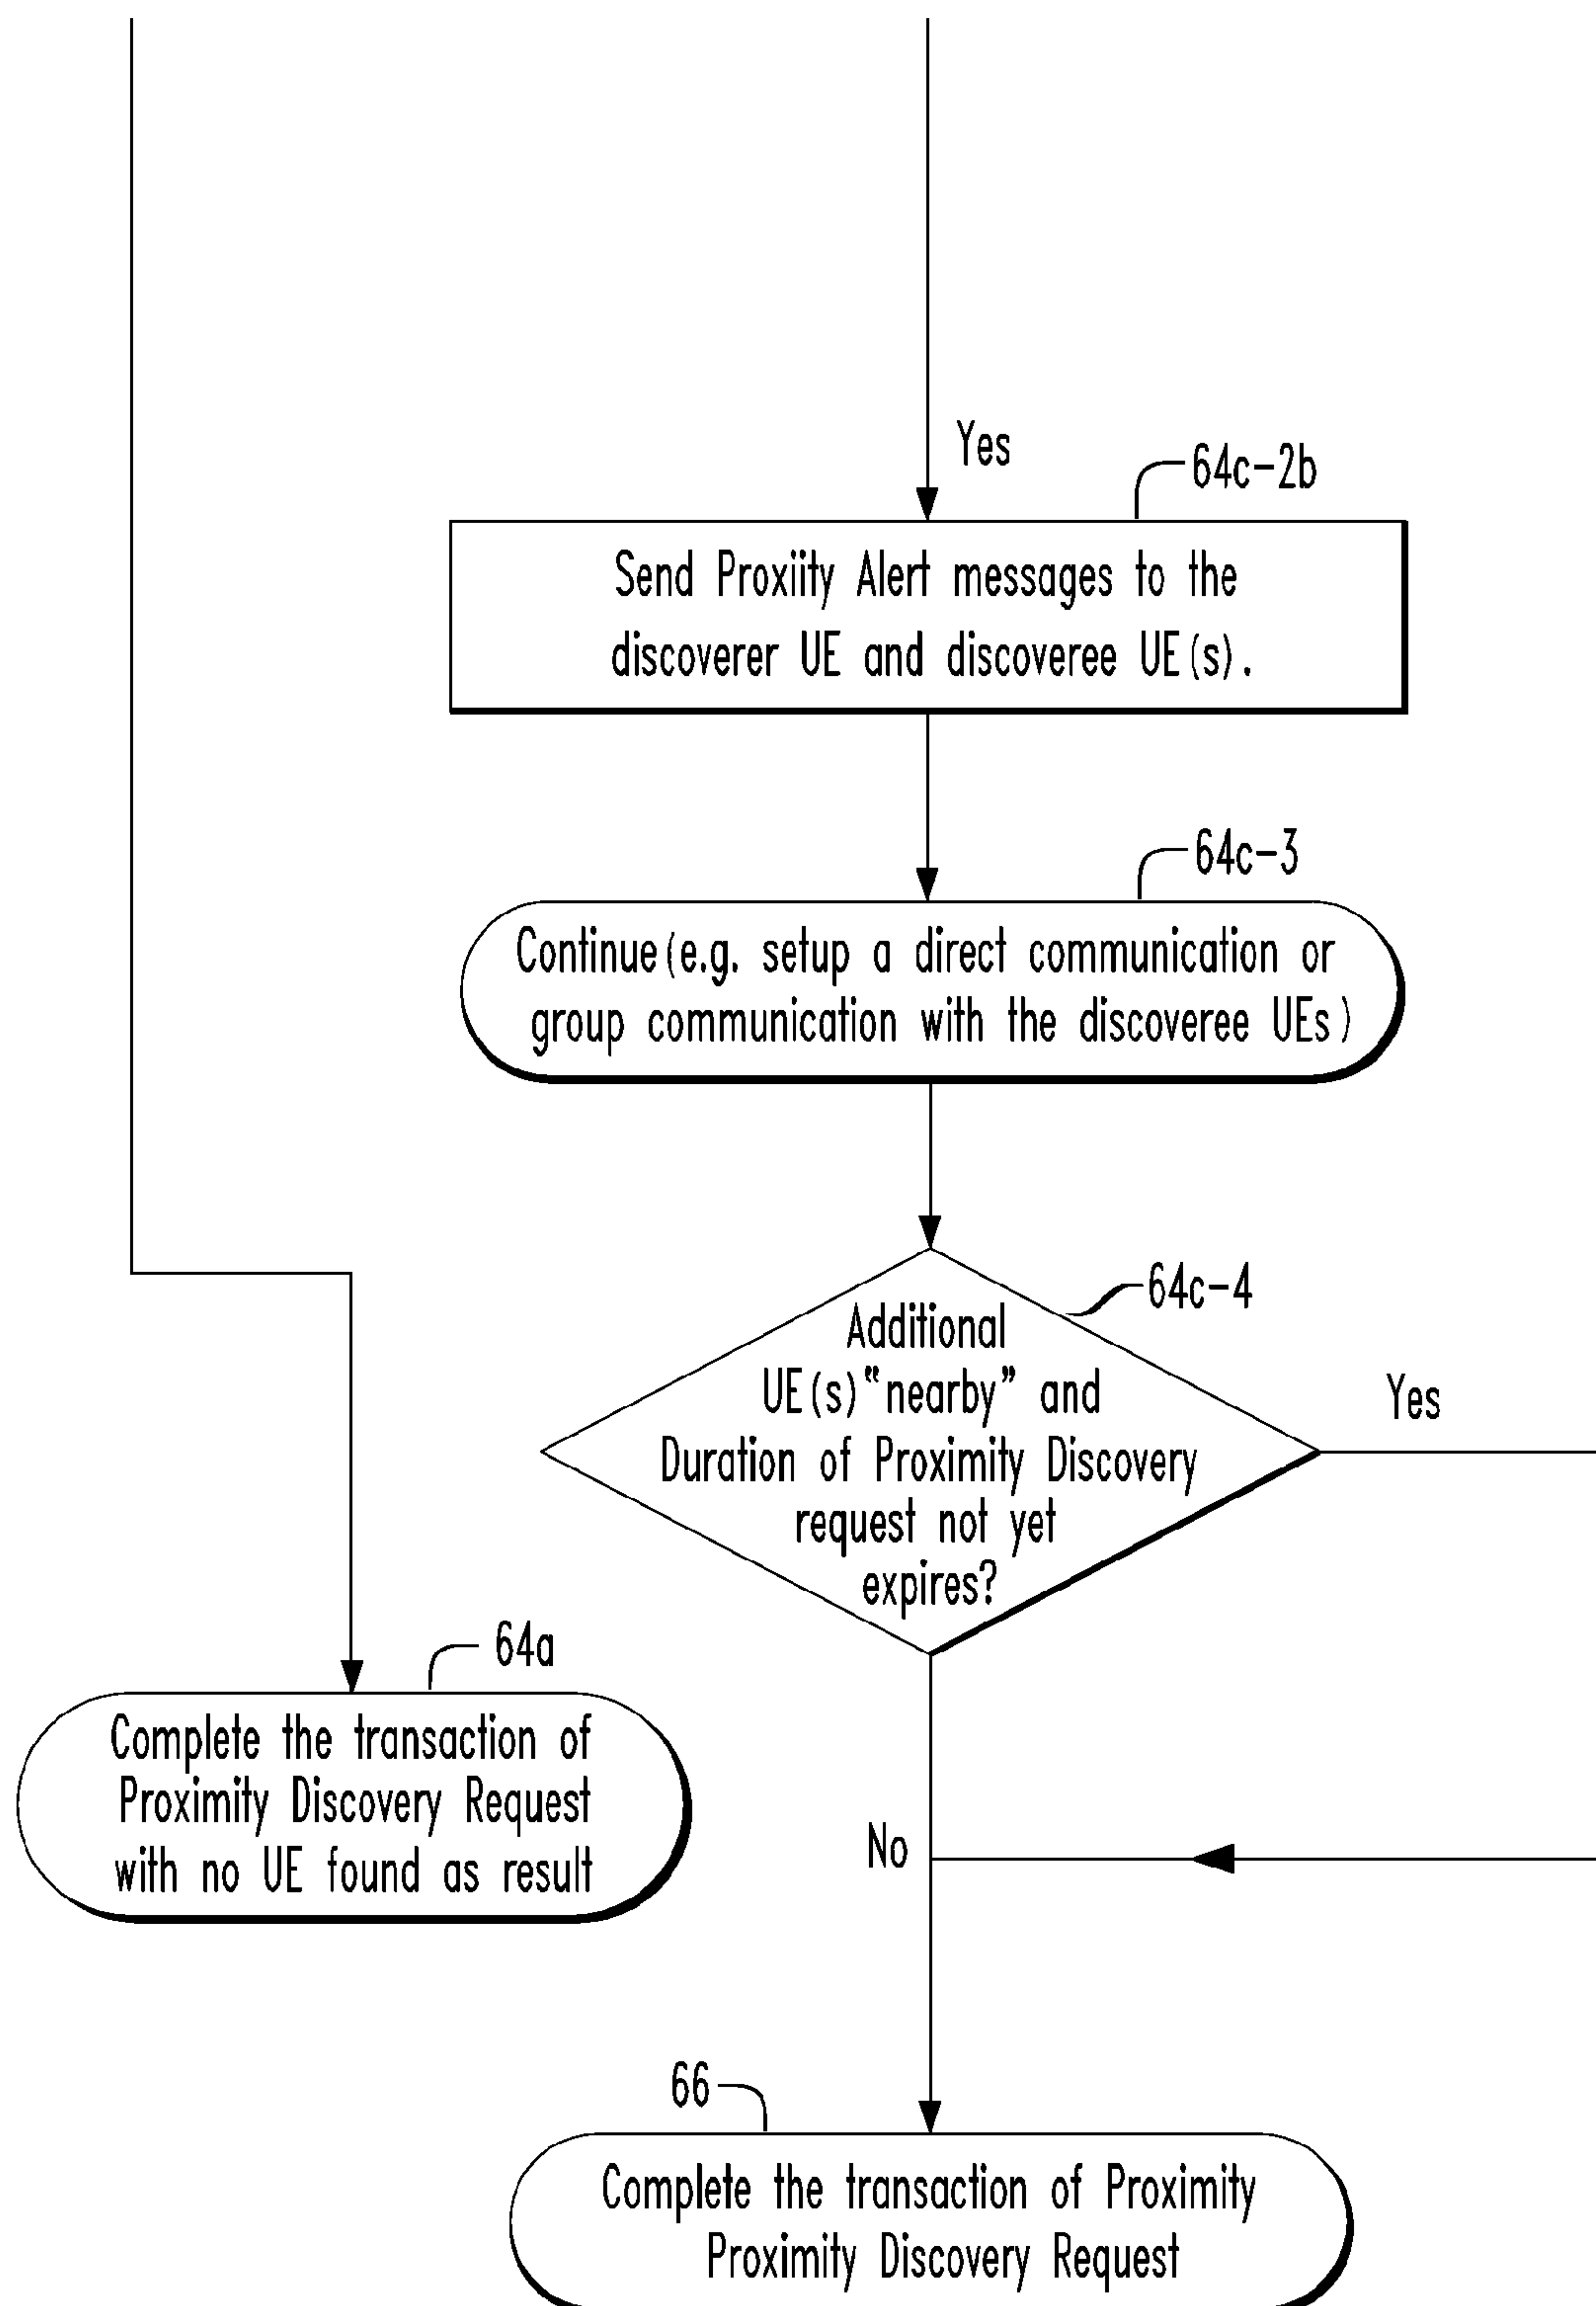 Yes
64c-2b
Send Proxiity Alert messages to the
discoverer UE and discoveree UE(s).
64c-3
Continue(e.g. setup a direct communication or
group communication with the discoveree UEs)
64c-4
Additional
UE(s)"nearby" and
Duration of Proximity Discovery
request not yet
expires?
Yes
64a
Complete the transaction of
Proximity Discovery Request
with no UE found as result
No
66
Complete the transaction of Proximity
Proximity Discovery Request